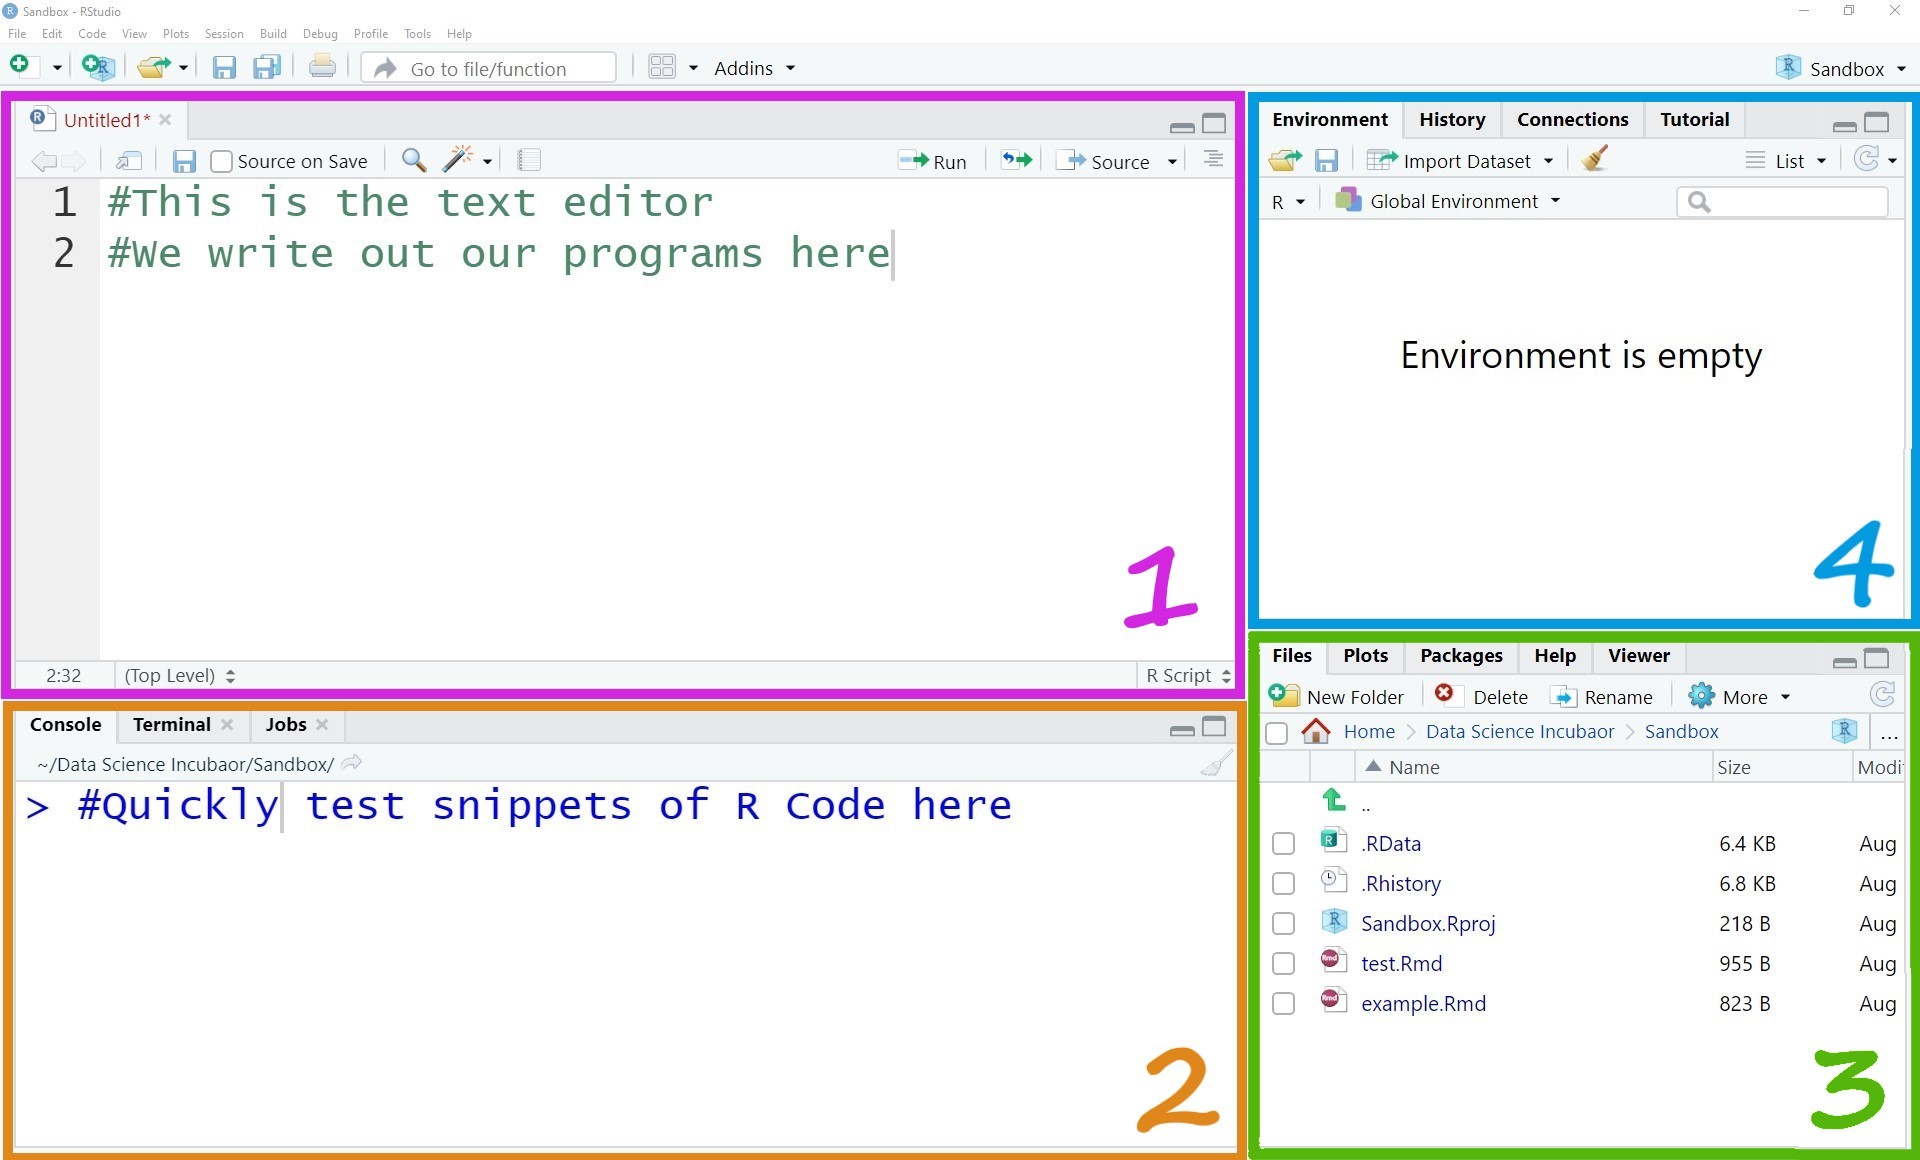 Sandbox - RStudio
File Edit Code View Plots Session Build Debug Profile Tools Help
Go to file/function Addins Sandbox
Untitled1*
Source on Save Run Source
1 #This is the text editor
2 #We write out our programs here
1
2:32 (Top Level) R Script
Console Terminal Jobs
~/Data Science Incubaor/Sandbox/
> #Quickly test snippets of R Code here
2
Environment History Connections Tutorial
Import Dataset List
R Global Environment
Environment is empty
4
Files Plots Packages Help Viewer
New Folder Delete Rename More
Home Data Science Incubaor Sandbox R ...
Name Size Modi
..
.RData 6.4 KB Aug
.Rhistory 6.8 KB Aug
Sandbox.Rproj 218 B Aug
test.Rmd 955 B Aug
example.Rmd 823 B Aug
3